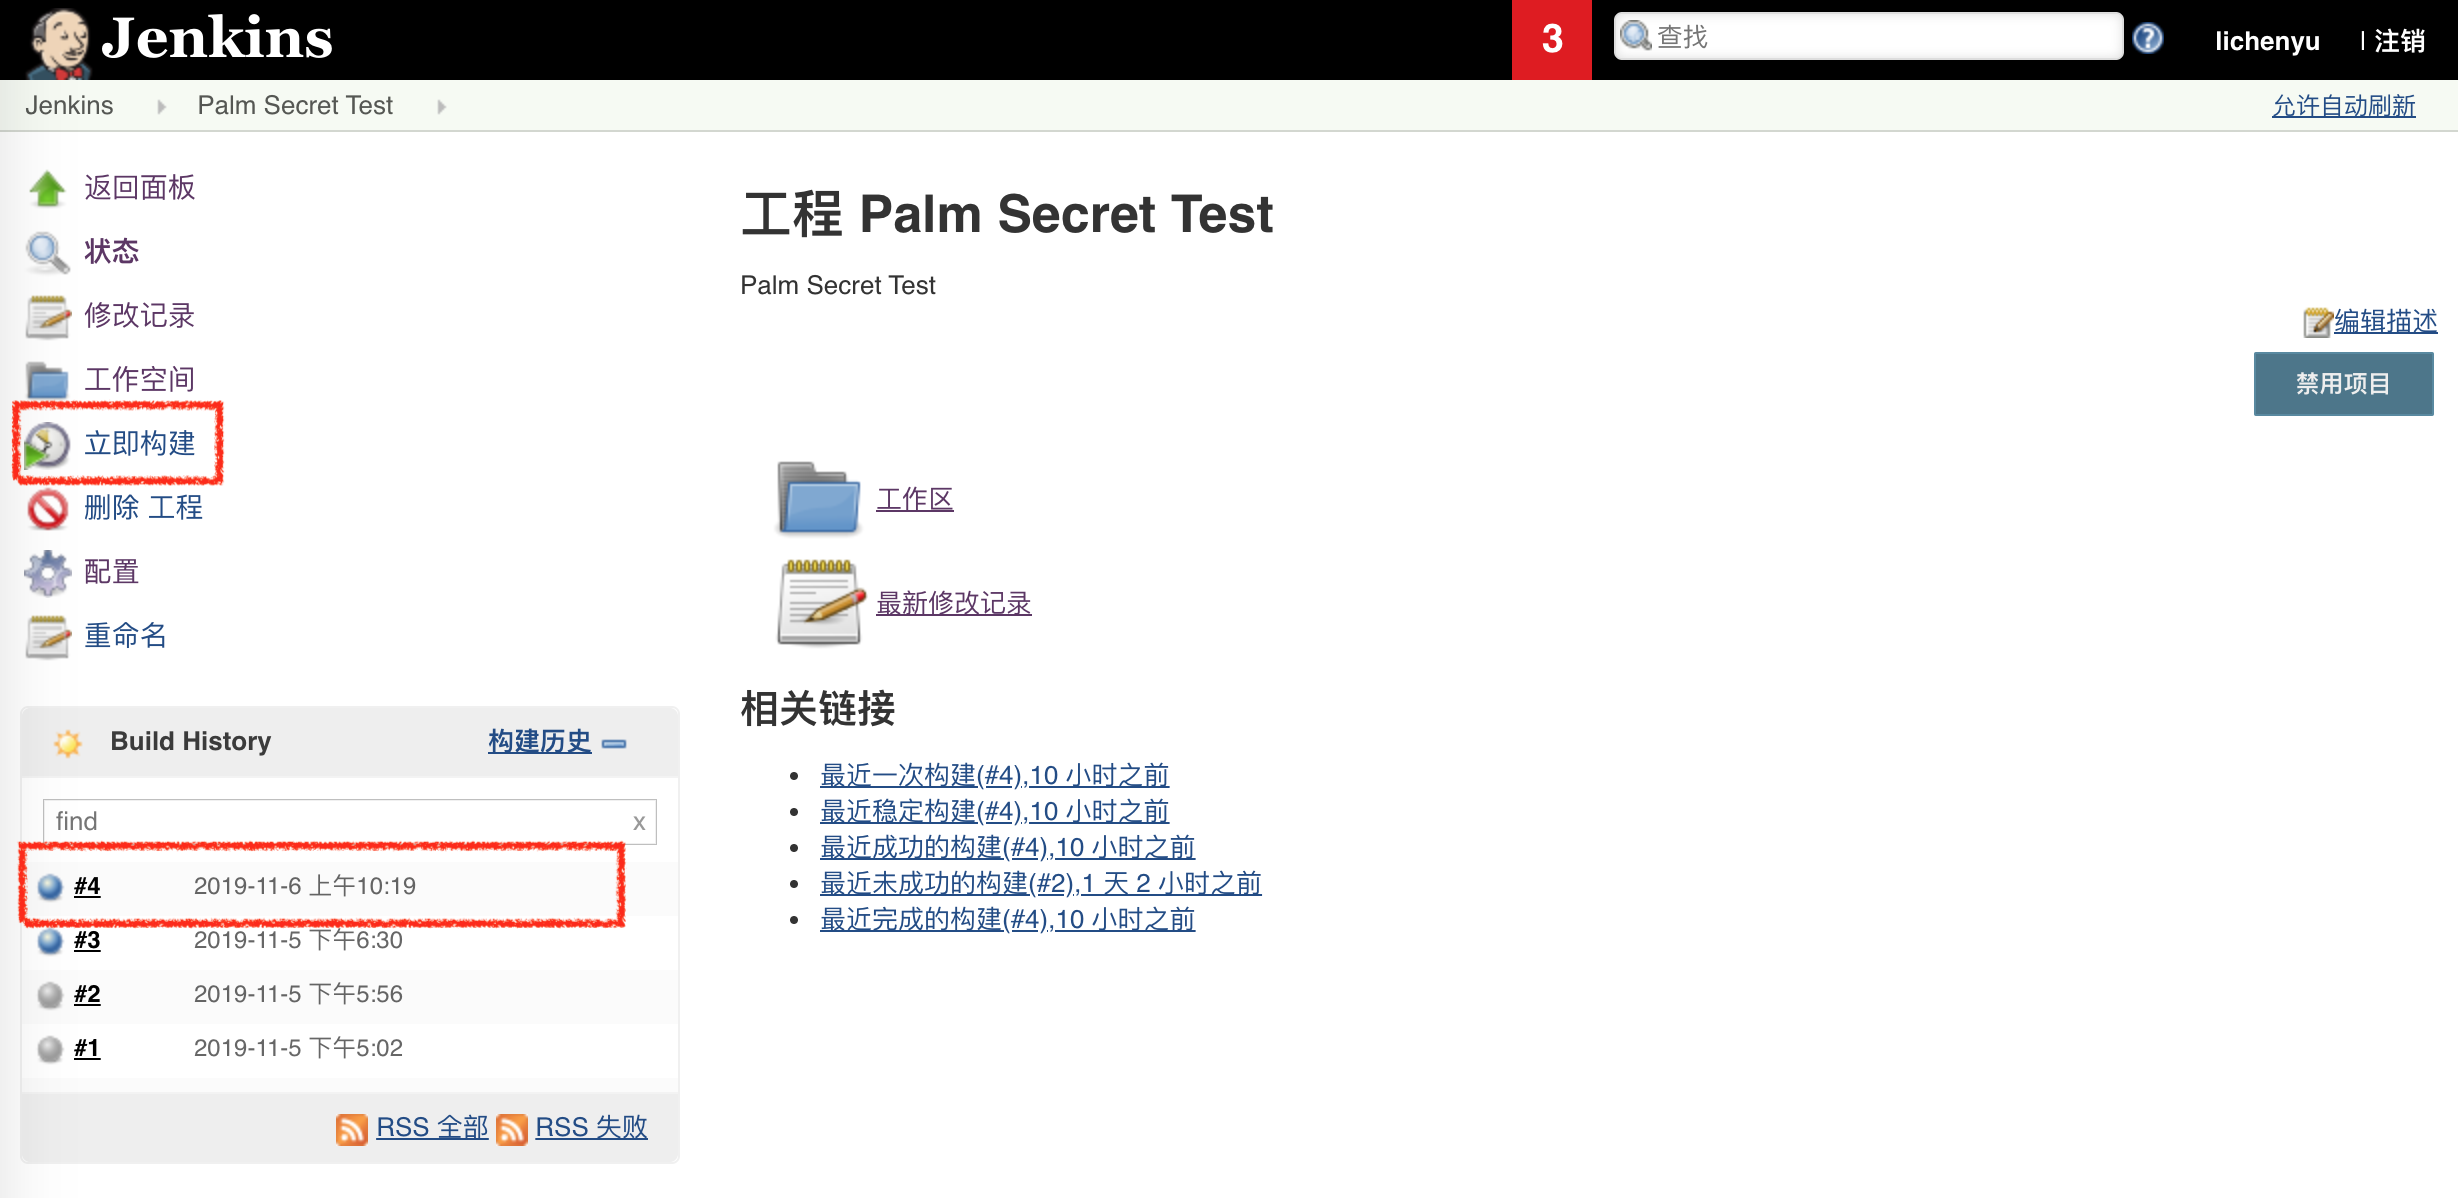 Jenkins
3
查找
lichenyu
| 注销
Jenkins
Palm Secret Test
允许自动刷新
返回面板
状态
修改记录
工作空间
立即构建
删除 工程
配置
重命名
Build History
构建历史
find
x
#4 2019-11-6 上午10:19
#3 2019-11-5 下午6:30
#2 2019-11-5 下午5:56
#1 2019-11-5 下午5:02
RSS 全部
RSS 失败
工程 Palm Secret Test
Palm Secret Test
编辑描述
禁用项目
工作区
最新修改记录
相关链接
最近一次构建(#4),10 小时之前
最近稳定构建(#4),10 小时之前
最近成功的构建(#4),10 小时之前
最近未成功的构建(#2),1 天 2 小时之前
最近完成的构建(#4),10 小时之前